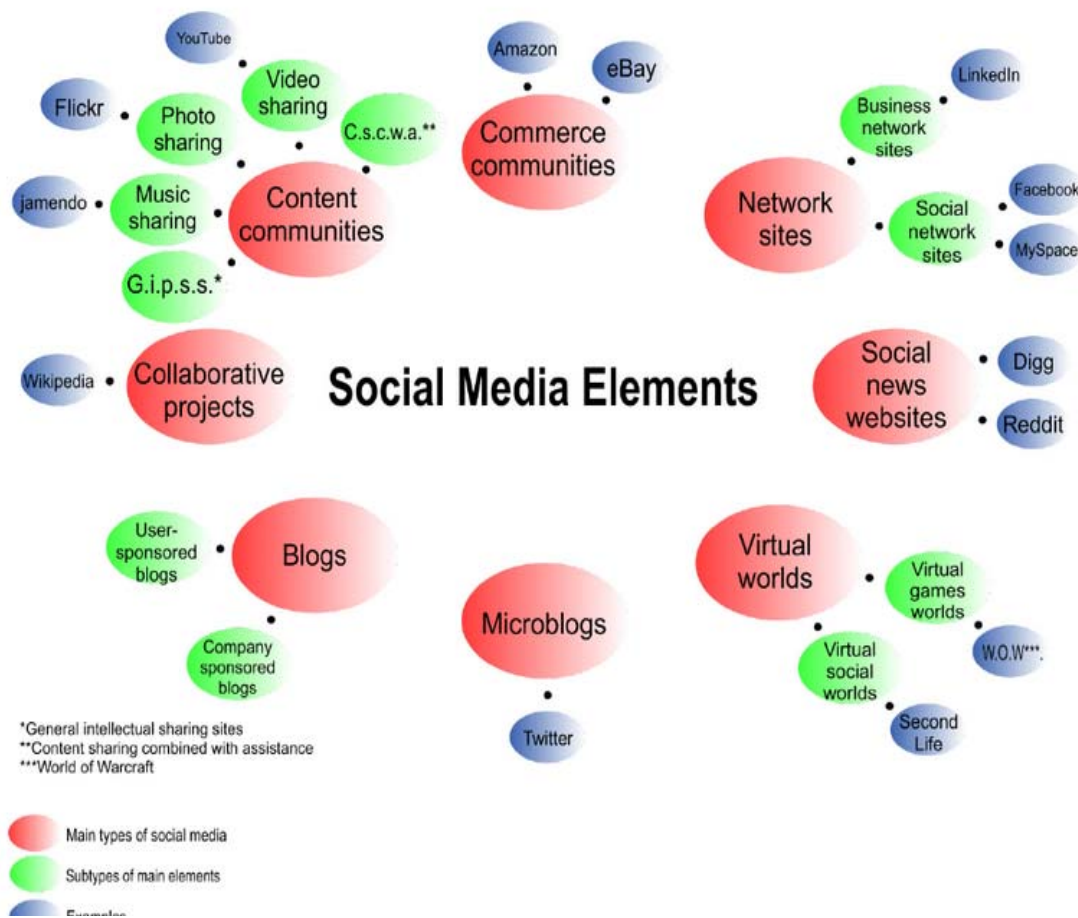 YouTube
Flickr
Photo
sharing
Video
sharing
C.s.c.w.a.**
jamendo
Music
sharing
Content
communities
G.i.p.s.s.*
Amazon
eBay
Commerce
communities
LinkedIn
Business
network
sites
Network
sites
Social
network
sites
Facebook
MySpace
Wikipedia
Collaborative
projects
Social Media Elements
Social
news
websites
Digg
Reddit
User-
sponsored
blogs
Blogs
Company
sponsored
blogs
Microblogs
Twitter
Virtual
worlds
Virtual
games
worlds
W.O.W***.
Virtual
social
worlds
Second
Life
*General intellectual sharing sites
**Content sharing combined with assistance
***World of Warcraft
Main types of social media
Subtypes of main elements
Examples